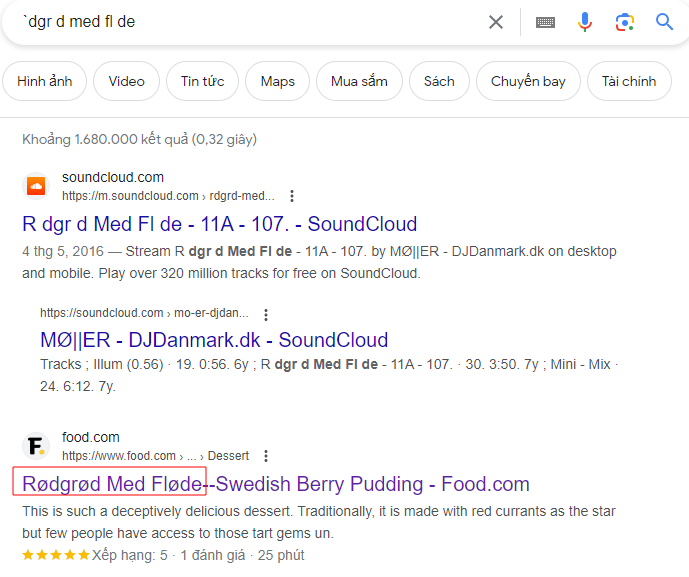 `dgr d med fl de
Hình ảnh Video Tin tức Maps Mua sắm Sách Chuyến bay Tài chính
Khoảng 1.680.000 kết quả (0,32 giây)
soundcloud.com
https://m.soundcloud.com › rdgrd-med...
R dgr d Med Fl de - 11A - 107. - SoundCloud
4 thg 5, 2016 — Stream R dgr d Med Fl de - 11A - 107. by MØ||ER - DJDanmark.dk on desktop
and mobile. Play over 320 million tracks for free on SoundCloud.
https://soundcloud.com › mo-er-djdan...
MØ||ER - DJDanmark.dk - SoundCloud
Tracks ; Illum (0.56) · 19. 0:56. 6y ; R dgr d Med Fl de - 11A - 107. · 30. 3:50. 7y ; Mini - Mix ·
24. 6:12. 7y.
F.
food.com
https://www.food.com › ... › Dessert
Rødgrød Med Fløde--Swedish Berry Pudding - Food.com
This is such a deceptively delicious dessert. Traditionally, it is made with red currants as the star
but few people have access to those tart gems un.
Xếp hạng: 5 · 1 đánh giá · 25 phút